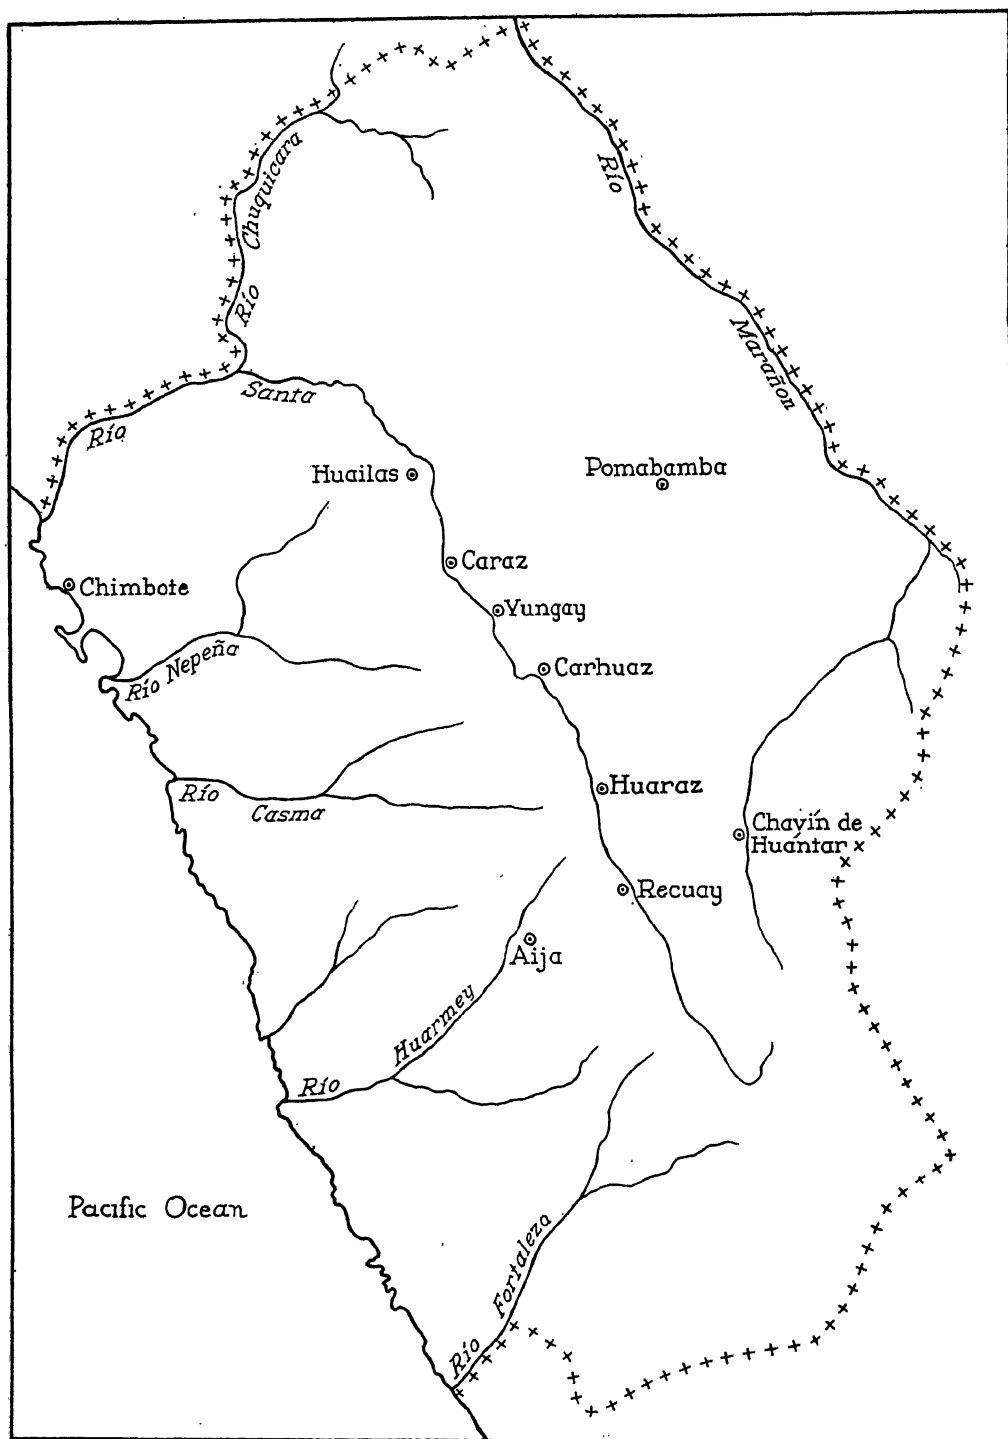 Río
Chuquicara
Río
Marañon
Santa
Río
Huailas
Pomabamba
Caraz
Chimbote
Yungay
Río Nepeña
Carhuaz
Río
Casma
Huaraz
Chavín de
Huántar
Recuay
Aija
Huarmey
Río
Pacific Ocean
Río Fortaleza